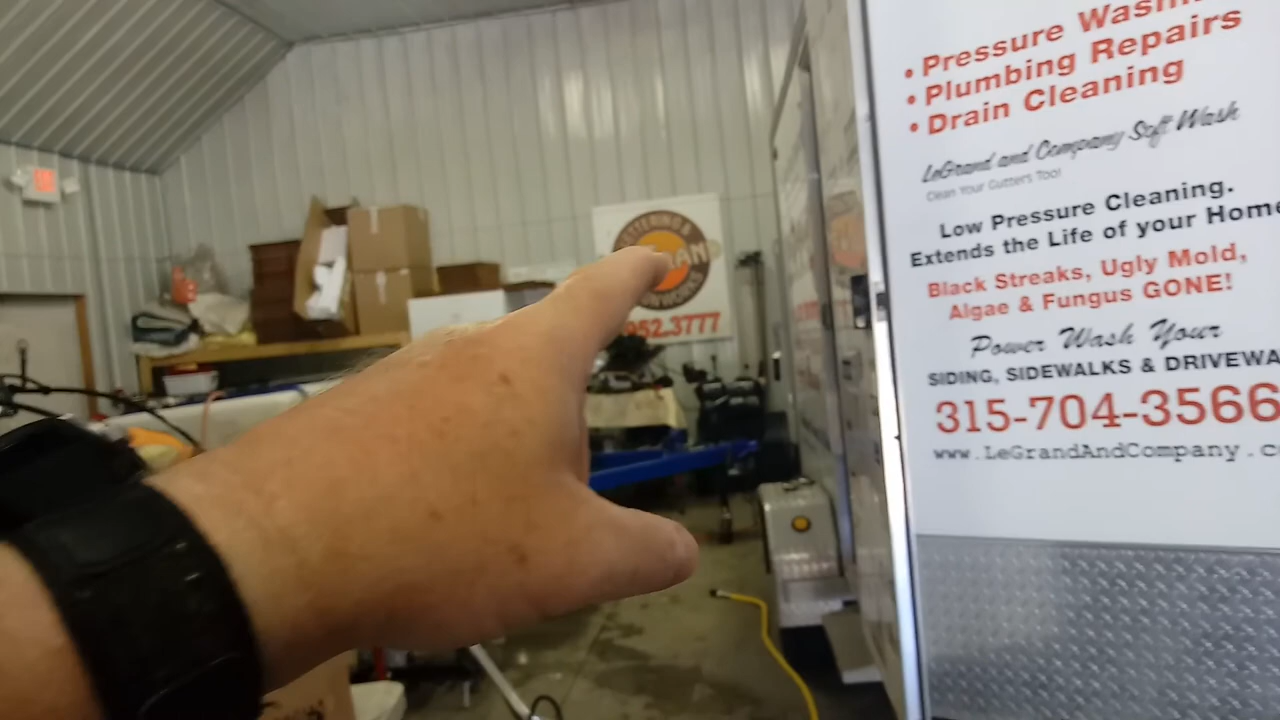 • Pressure
• Plumbing Repairs
• Drain Cleaning
LeGrand and Company Soft Wash
Clean Your Gutters Too!
Low Pressure Cleaning.
Extends the Life of your Home
Black Streaks, Ugly Mold,
Algae & Fungus GONE!
Power Wash Your
SIDING, SIDEWALKS &
315-704-3566
www.LeGrandAndCompany.c
952.3777